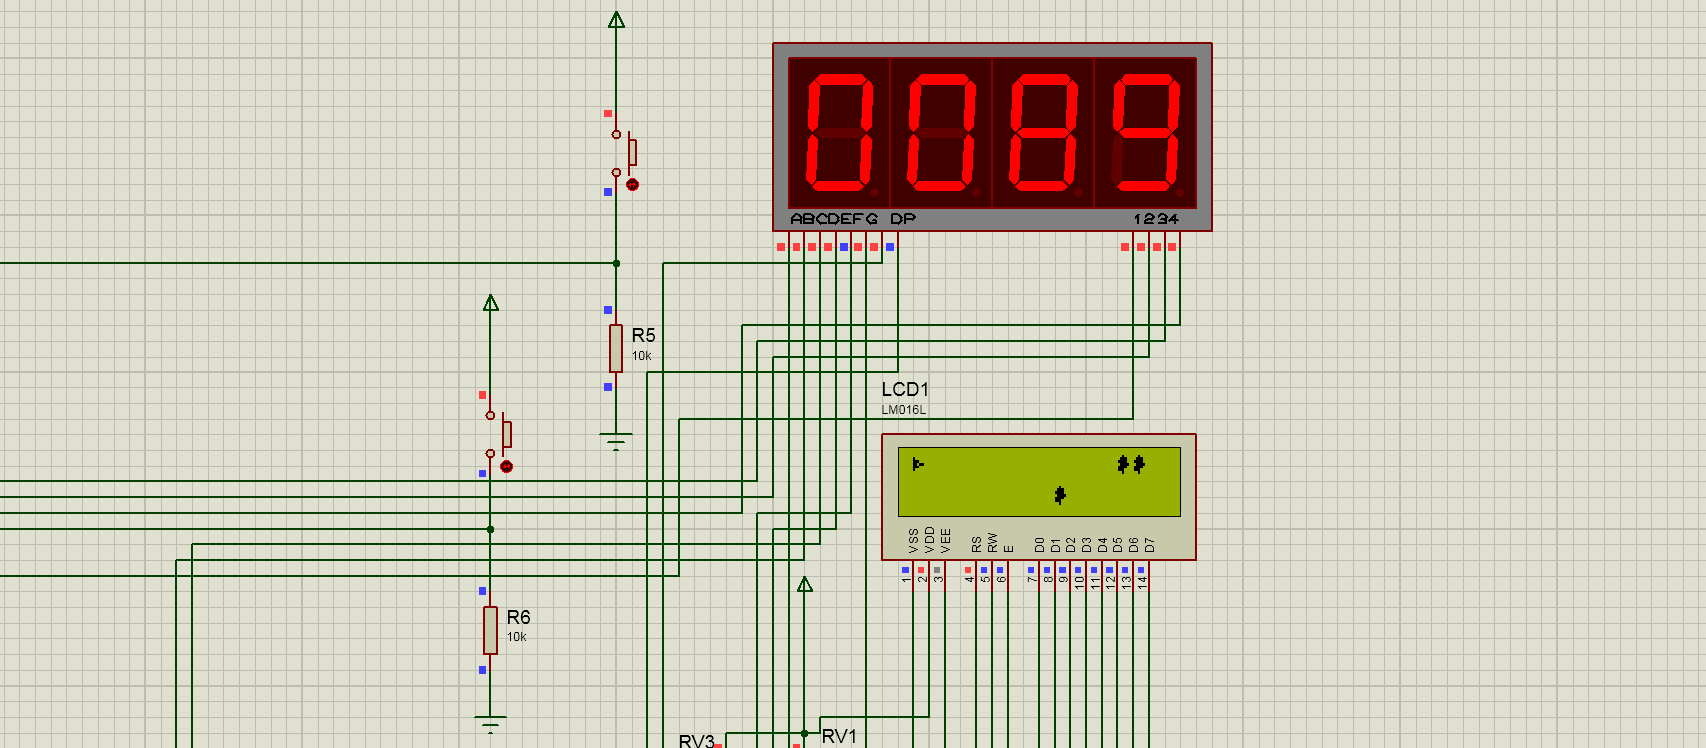 0089
ABCDEFG DP
1234
R5
10k
LCD1
LM016L
VSS
VDD
VEE
RS
RW
E
D0
D1
D2
D3
D4
D5
D6
D7
1
2
3
4
5
6
7
8
9
10
11
12
13
14
R6
10k
RV3
RV1